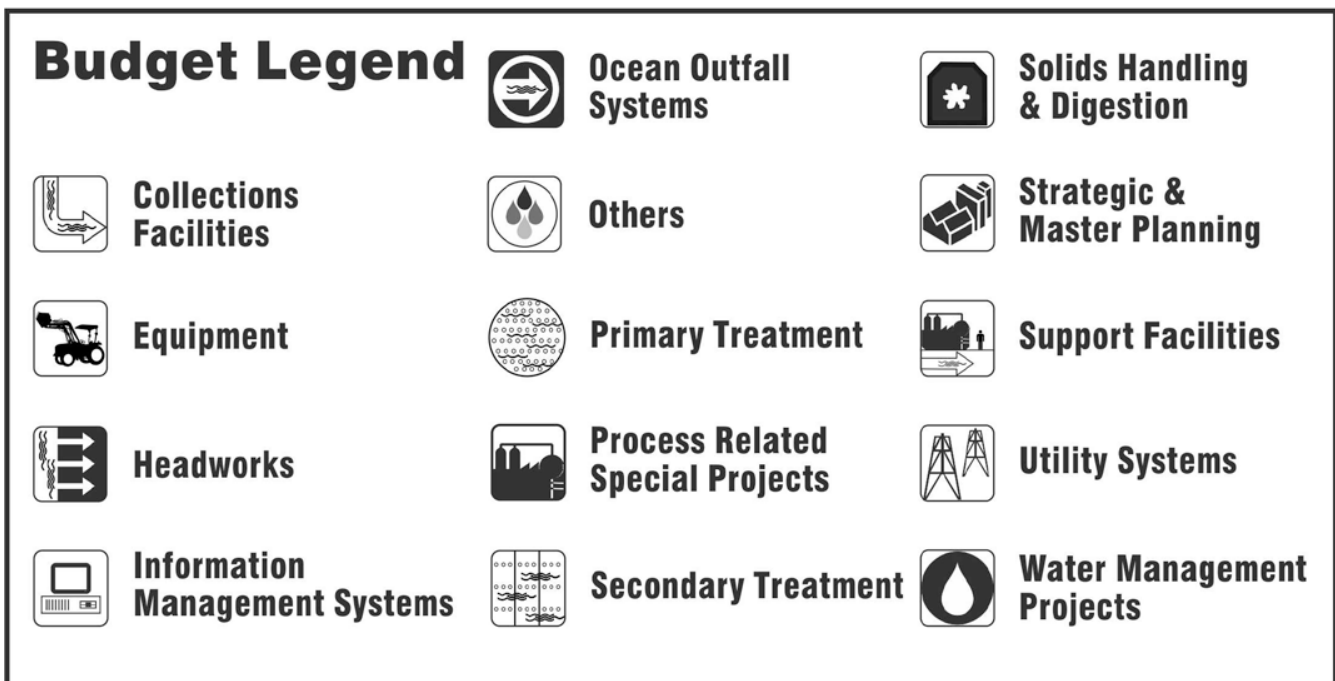 Budget Legend
Collections
Facilities
Equipment
Headworks
Information
Management Systems
Ocean Outfall
Systems
Others
Primary Treatment
Process Related
Special Projects
Secondary Treatment
Solids Handling
& Digestion
Strategic &
Master Planning
Support Facilities
Utility Systems
Water Management
Projects